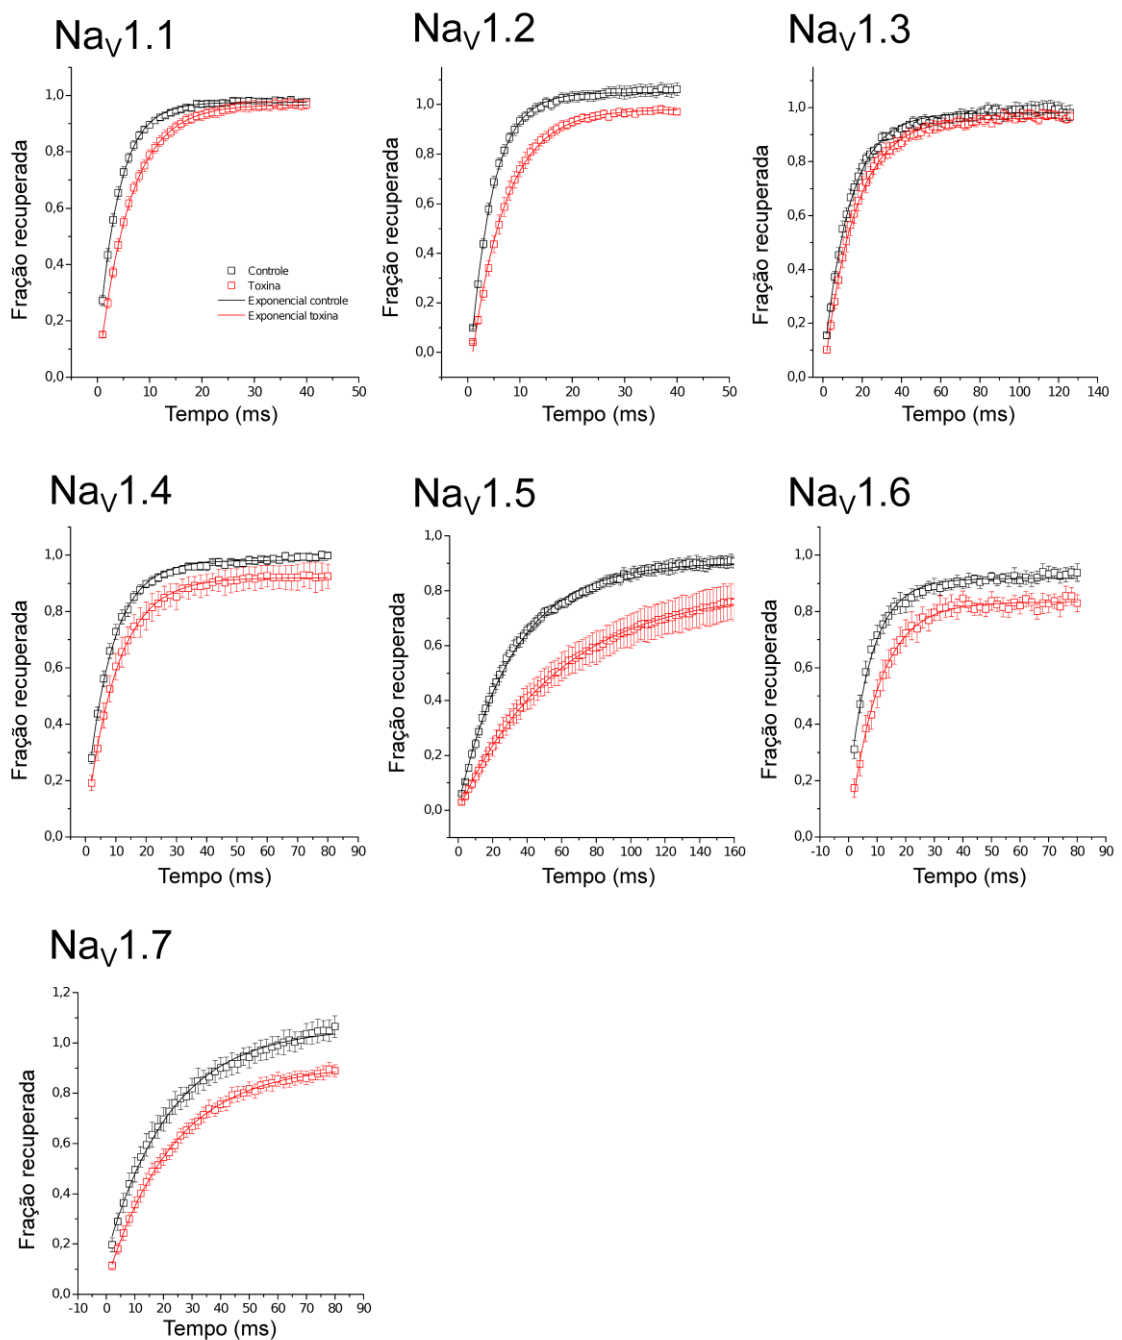 Na_V1.1
Na_V1.2
Na_V1.3
1,0
0,8
0,6
0,4
0,2
0,0
Fração recuperada
Controle
Toxina
Exponencial controle
Exponencial toxina
0 10 20 30 40 50
Tempo (ms)
1,0
0,8
0,6
0,4
0,2
0,0
Fração recuperada
0 10 20 30 40 50
Tempo (ms)
1,0
0,8
0,6
0,4
0,2
0,0
Fração recuperada
0 20 40 60 80 100 120 140
Tempo (ms)
Na_V1.4
Na_V1.5
Na_V1.6
1,0
0,8
0,6
0,4
0,2
0,0
Fração recuperada
0 10 20 30 40 50 60 70 80 90
Tempo (ms)
1,0
0,8
0,6
0,4
0,2
0,0
Fração recuperada
0 20 40 60 80 100 120 140 160
Tempo (ms)
1,0
0,8
0,6
0,4
0,2
0,0
Fração recuperada
-10 0 10 20 30 40 50 60 70 80 90
Tempo (ms)
Na_V1.7
1,2
1,0
0,8
0,6
0,4
0,2
0,0
Fração recuperada
-10 0 10 20 30 40 50 60 70 80 90
Tempo (ms)